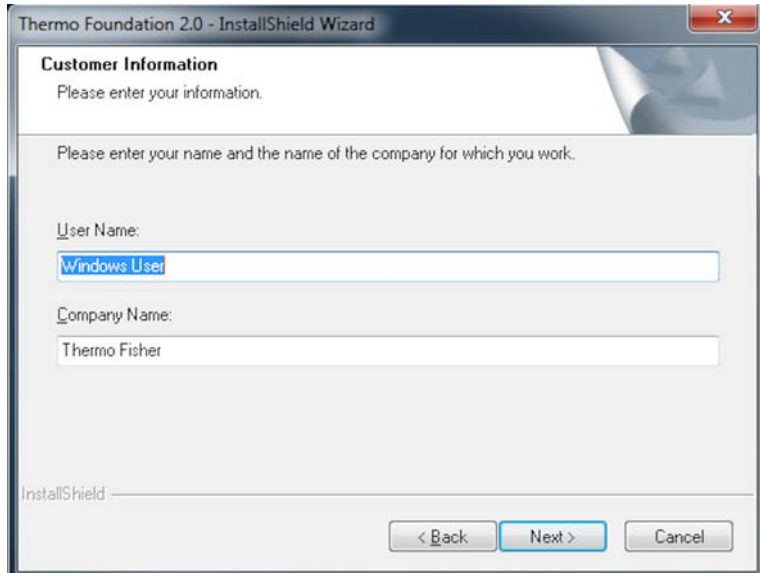 Thermo Foundation 2.0 - InstallShield Wizard
Customer Information
Please enter your information.
Please enter your name and the name of the company for which you work.
User Name:
Windows User
Company Name:
Thermo Fisher
InstallShield
< Back Next > Cancel